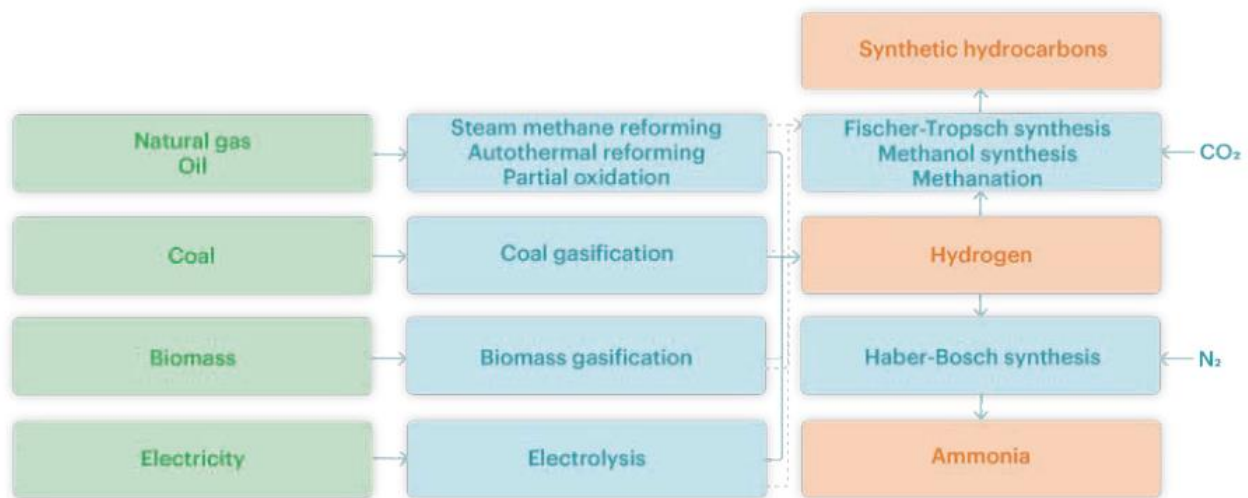 Synthetic hydrocarbons
Natural gas
Oil
Steam methane reforming
Autothermal reforming
Partial oxidation
Fischer-Tropsch synthesis
Methanol synthesis
Methanation
CO₂
Coal
Coal gasification
Hydrogen
Biomass
Biomass gasification
Haber-Bosch synthesis
N₂
Electricity
Electrolysis
Ammonia